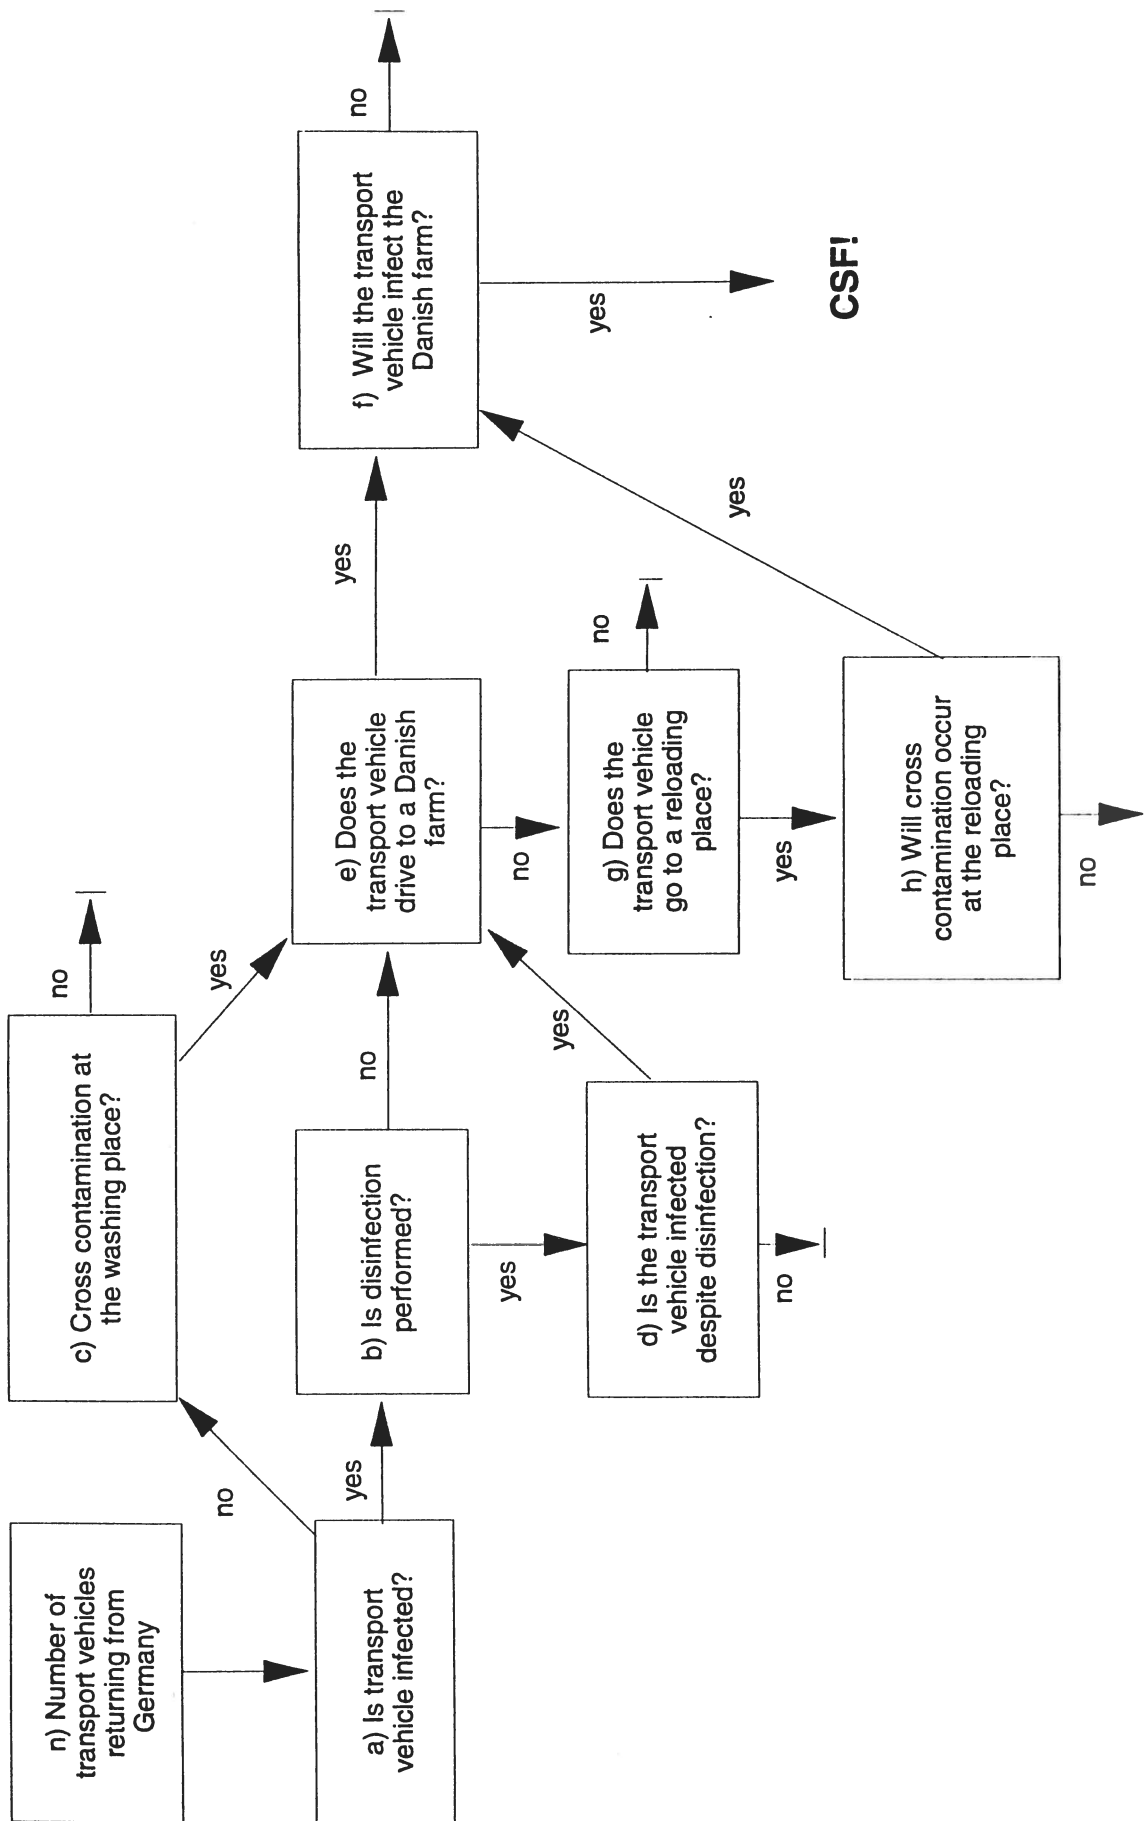 n) Number of
transport vehicles
returning from
Germany
a) Is transport
vehicle infected?
no
yes
c) Cross contamination at
the washing place?
no
yes
b) Is disinfection
performed?
no
yes
d) Is the transport
vehicle infected
despite disinfection?
yes
no
e) Does the
transport vehicle
drive to a Danish
farm?
yes
no
g) Does the
transport vehicle
go to a reloading
place?
no
yes
h) Will cross
contamination occur
at the reloading
place?
yes
no
f) Will the transport
vehicle infect the
Danish farm?
no
yes
CSF!